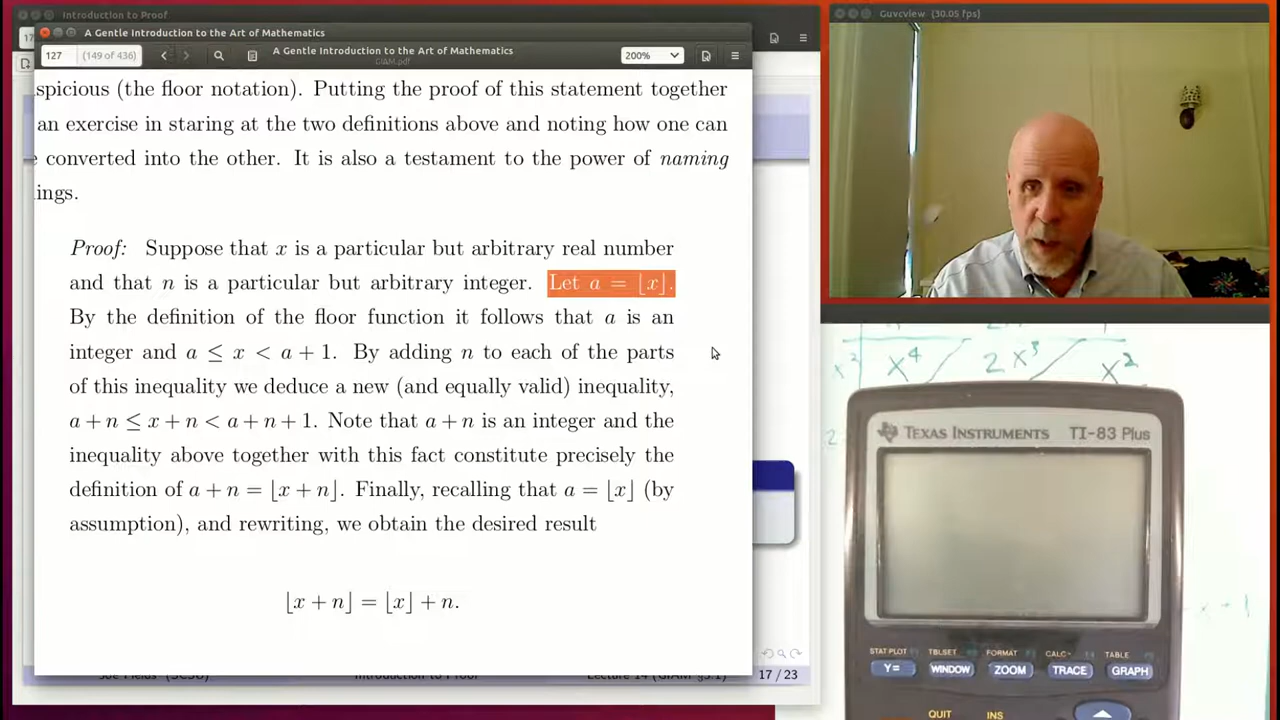 Introduction to Proof
A Gentle Introduction to the Art of Mathematics
127 (149 of 436)
A Gentle Introduction to the Art of Mathematics
GIAM.pdf
200%
spicious (the floor notation). Putting the proof of this statement together
an exercise in staring at the two definitions above and noting how one can
converted into the other. It is also a testament to the power of naming
ings.
Proof: Suppose that x is a particular but arbitrary real number
and that n is a particular but arbitrary integer. Let a = ⌊x⌋.
By the definition of the floor function it follows that a is an
integer and a ≤ x < a + 1. By adding n to each of the parts
of this inequality we deduce a new (and equally valid) inequality,
a + n ≤ x + n < a + n + 1. Note that a + n is an integer and the
inequality above together with this fact constitute precisely the
definition of a + n = ⌊x + n⌋. Finally, recalling that a = ⌊x⌋ (by
assumption), and rewriting, we obtain the desired result
⌊x + n⌋ = ⌊x⌋ + n.
17 / 23
Guvcview (30.05 fps)
x² x⁴ 2x³ x²
TEXAS INSTRUMENTS TI-83 Plus
STAT PLOT TBLSET FORMAT CALC TABLE
Y= WINDOW ZOOM TRACE GRAPH
QUIT INS